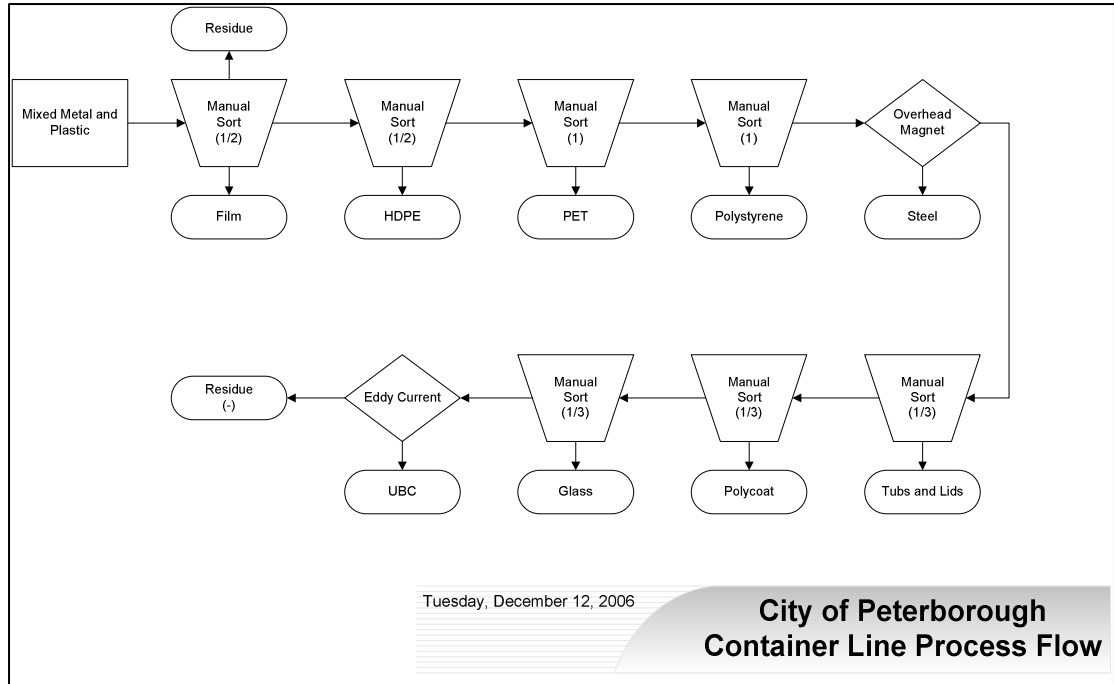 Residue
Mixed Metal and
Plastic
Manual
Sort
(1/2)
Manual
Sort
(1/2)
Manual
Sort
(1)
Manual
Sort
(1)
Overhead
Magnet
Film
HDPE
PET
Polystyrene
Steel
Residue
(-)
Eddy Current
Manual
Sort
(1/3)
Manual
Sort
(1/3)
Manual
Sort
(1/3)
UBC
Glass
Polycoat
Tubs and Lids
Tuesday, December 12, 2006
City of Peterborough
Container Line Process Flow